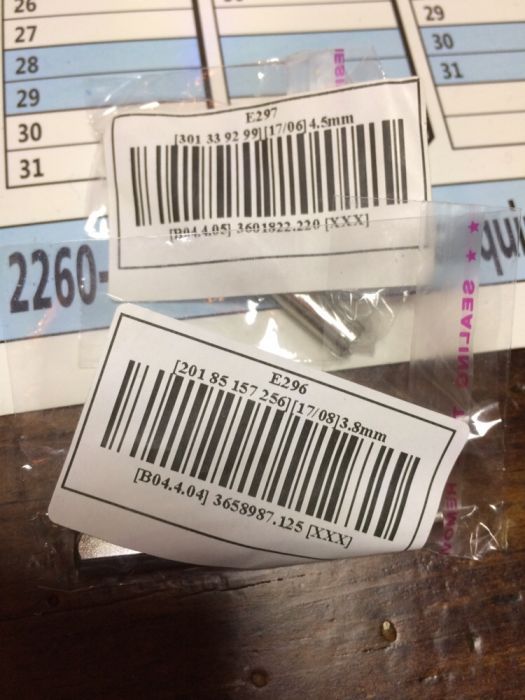 26
27
28
29
30
31
29
30
31
E297
[301 33 92 99][17/06] 4.5mm
[B04.4.05] 3601822.220 [XXX]
2260-
★ ★ SEALING
E296
[201 85 157 256] [17/08]3.8mm
[B04.4.04] 3658987.125 [XXX]